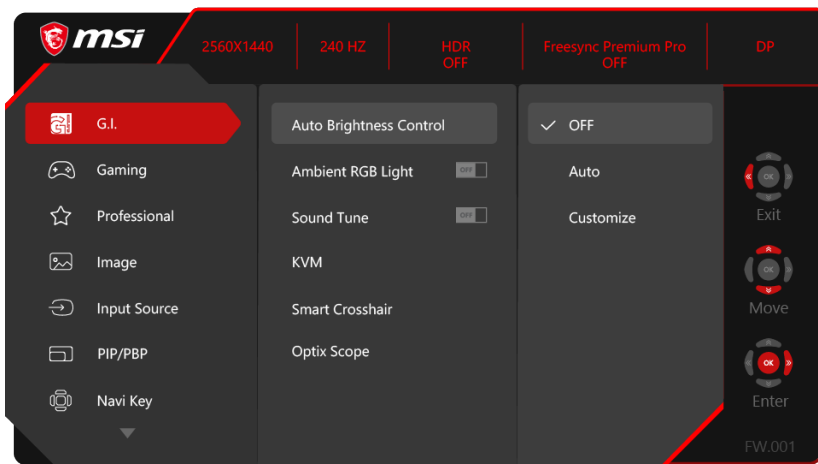 msi
2560X1440
240 HZ
HDR
OFF
Freesync Premium Pro
OFF
DP
G.I.
Auto Brightness Control
OFF
Gaming
Ambient RGB Light
OFF
Auto
Professional
Sound Tune
OFF
Customize
OK
Exit
Image
KVM
Input Source
Smart Crosshair
OK
Move
PIP/PBP
Optix Scope
OK
Navi Key
Enter
FW.001